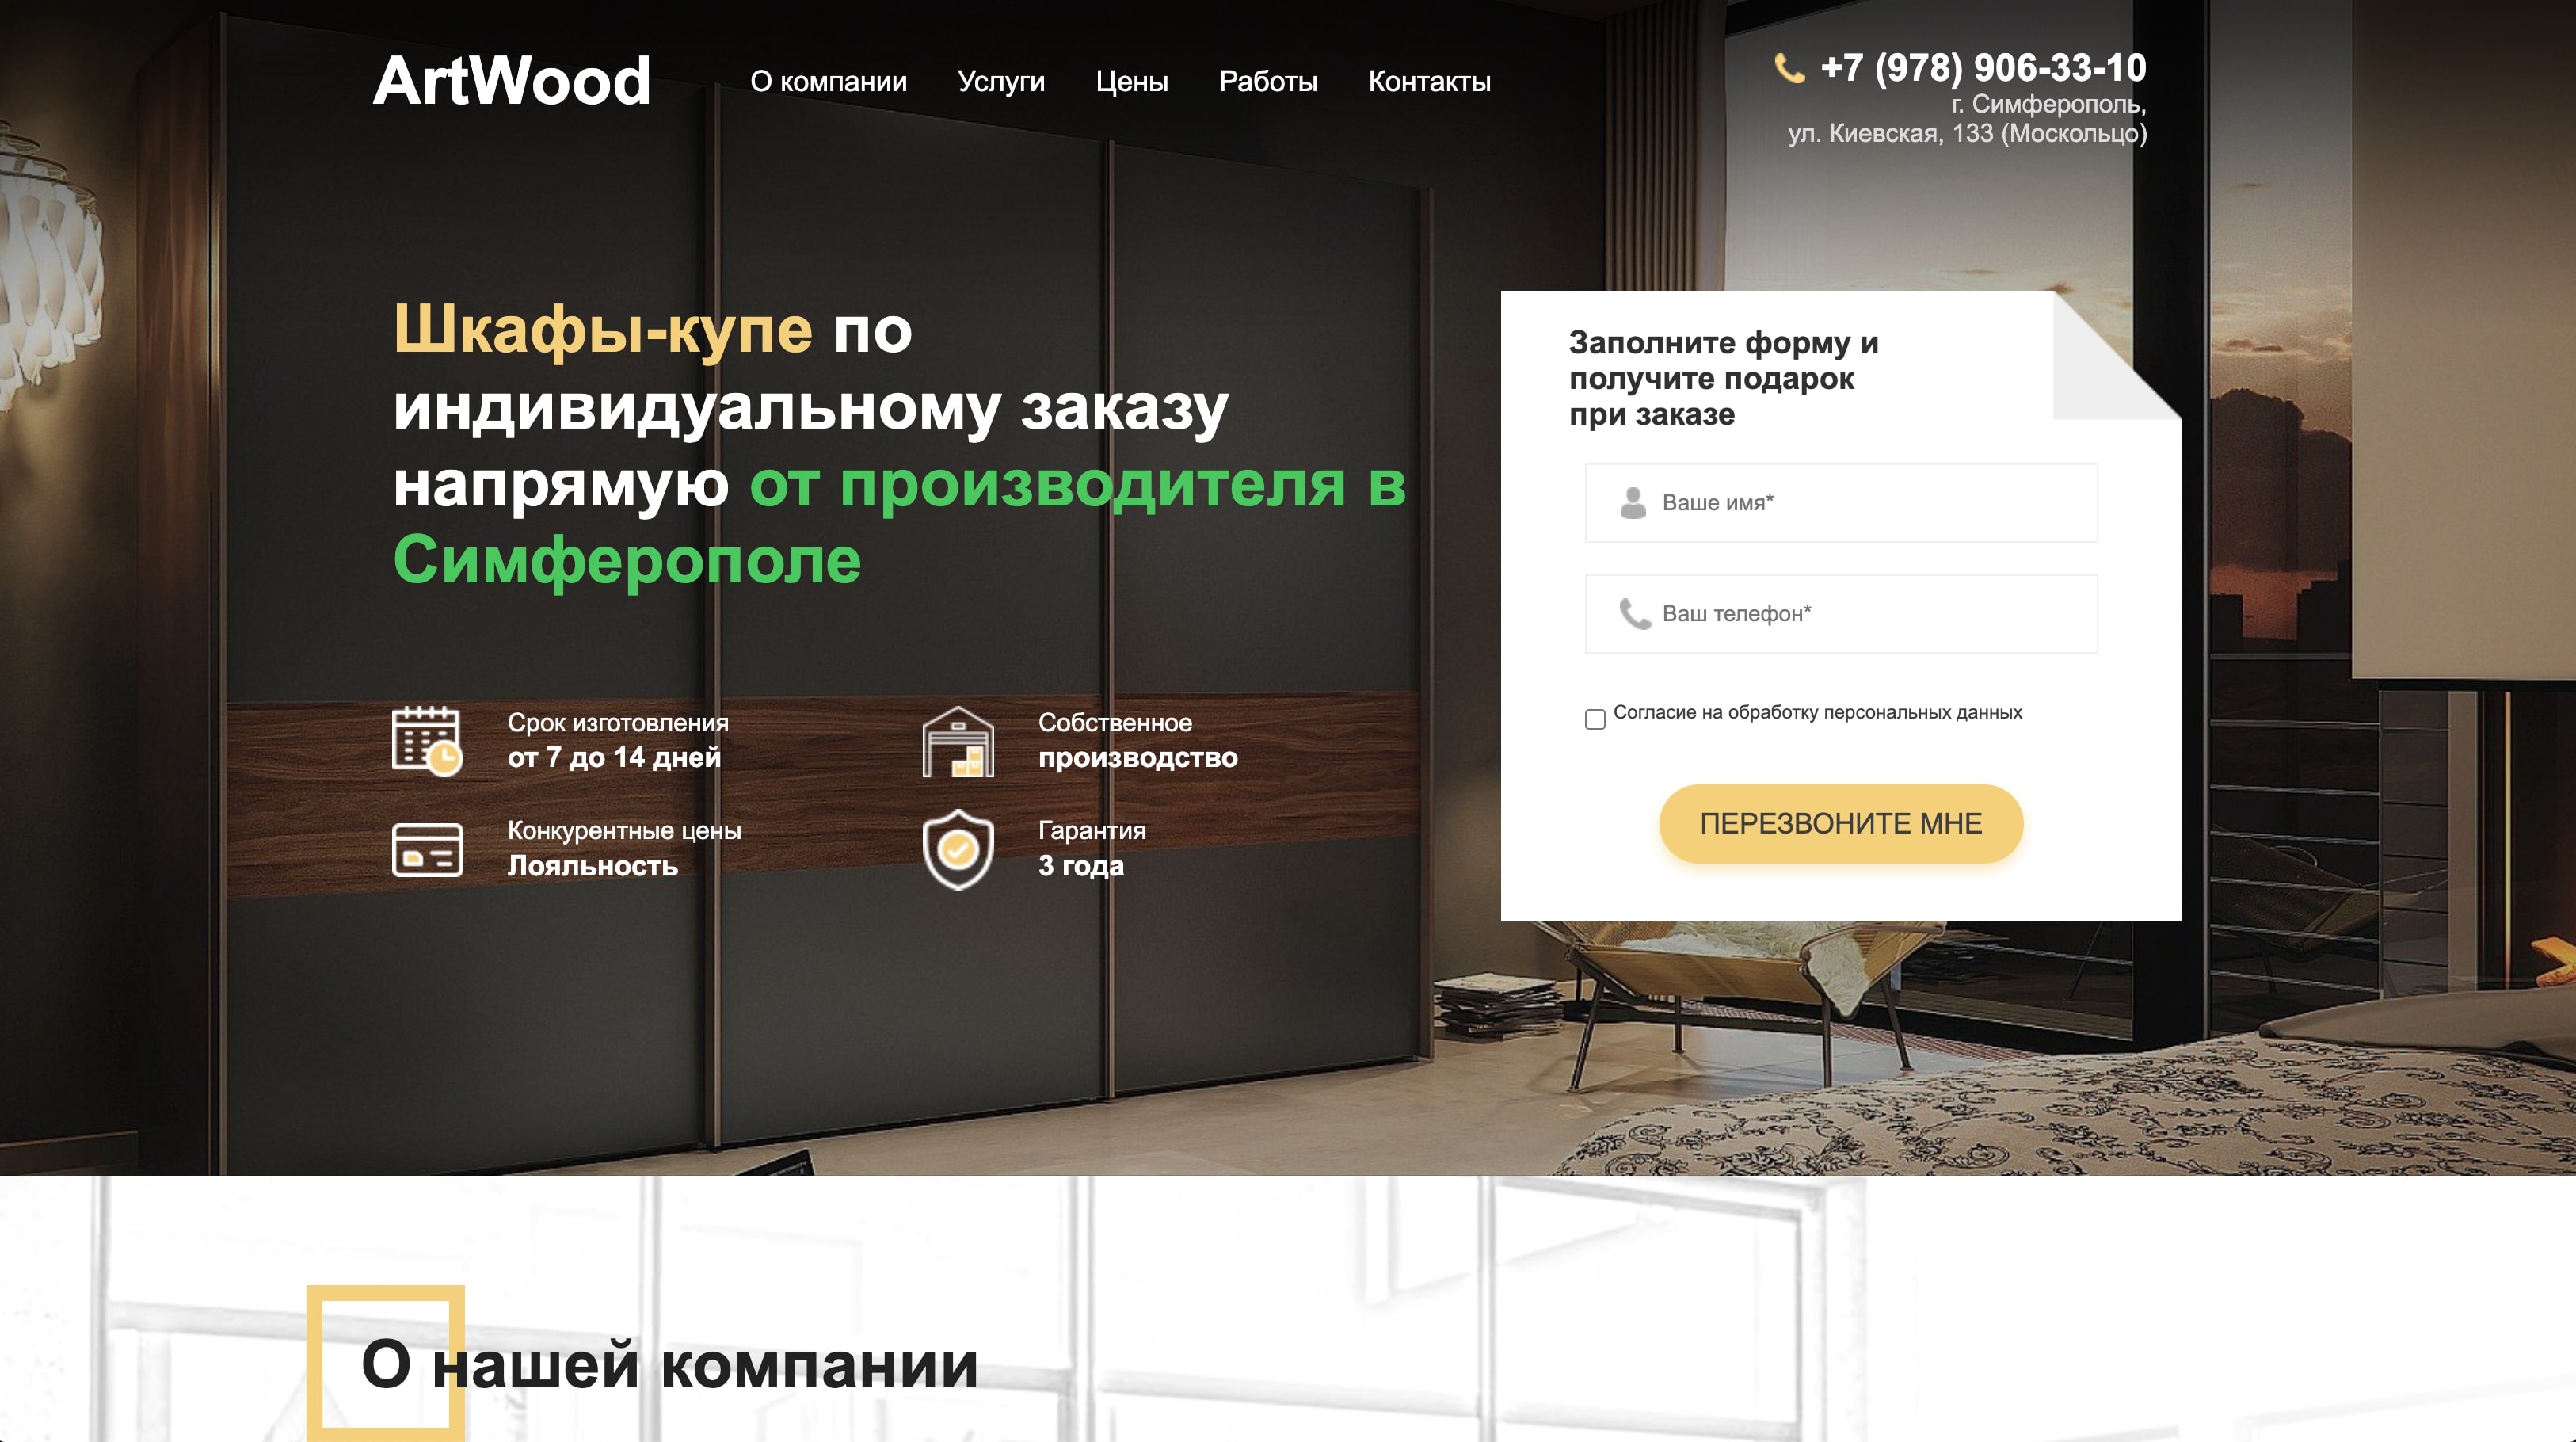 ArtWood
О компании
Услуги
Цены
Работы
Контакты
+7 (978) 906-33-10
г. Симферополь,
ул. Киевская, 133 (Москольцо)
Шкафы-купе по
индивидуальному заказу
напрямую от производителя в
Симферополе
Срок изготовления
от 7 до 14 дней
Собственное
производство
Конкурентные цены
Лояльность
Гарантия
3 года
Заполните форму и
получите подарок
при заказе
Ваше имя*
Ваш телефон*
Согласие на обработку персональных данных
ПЕРЕЗВОНИТЕ МНЕ
О нашей компании